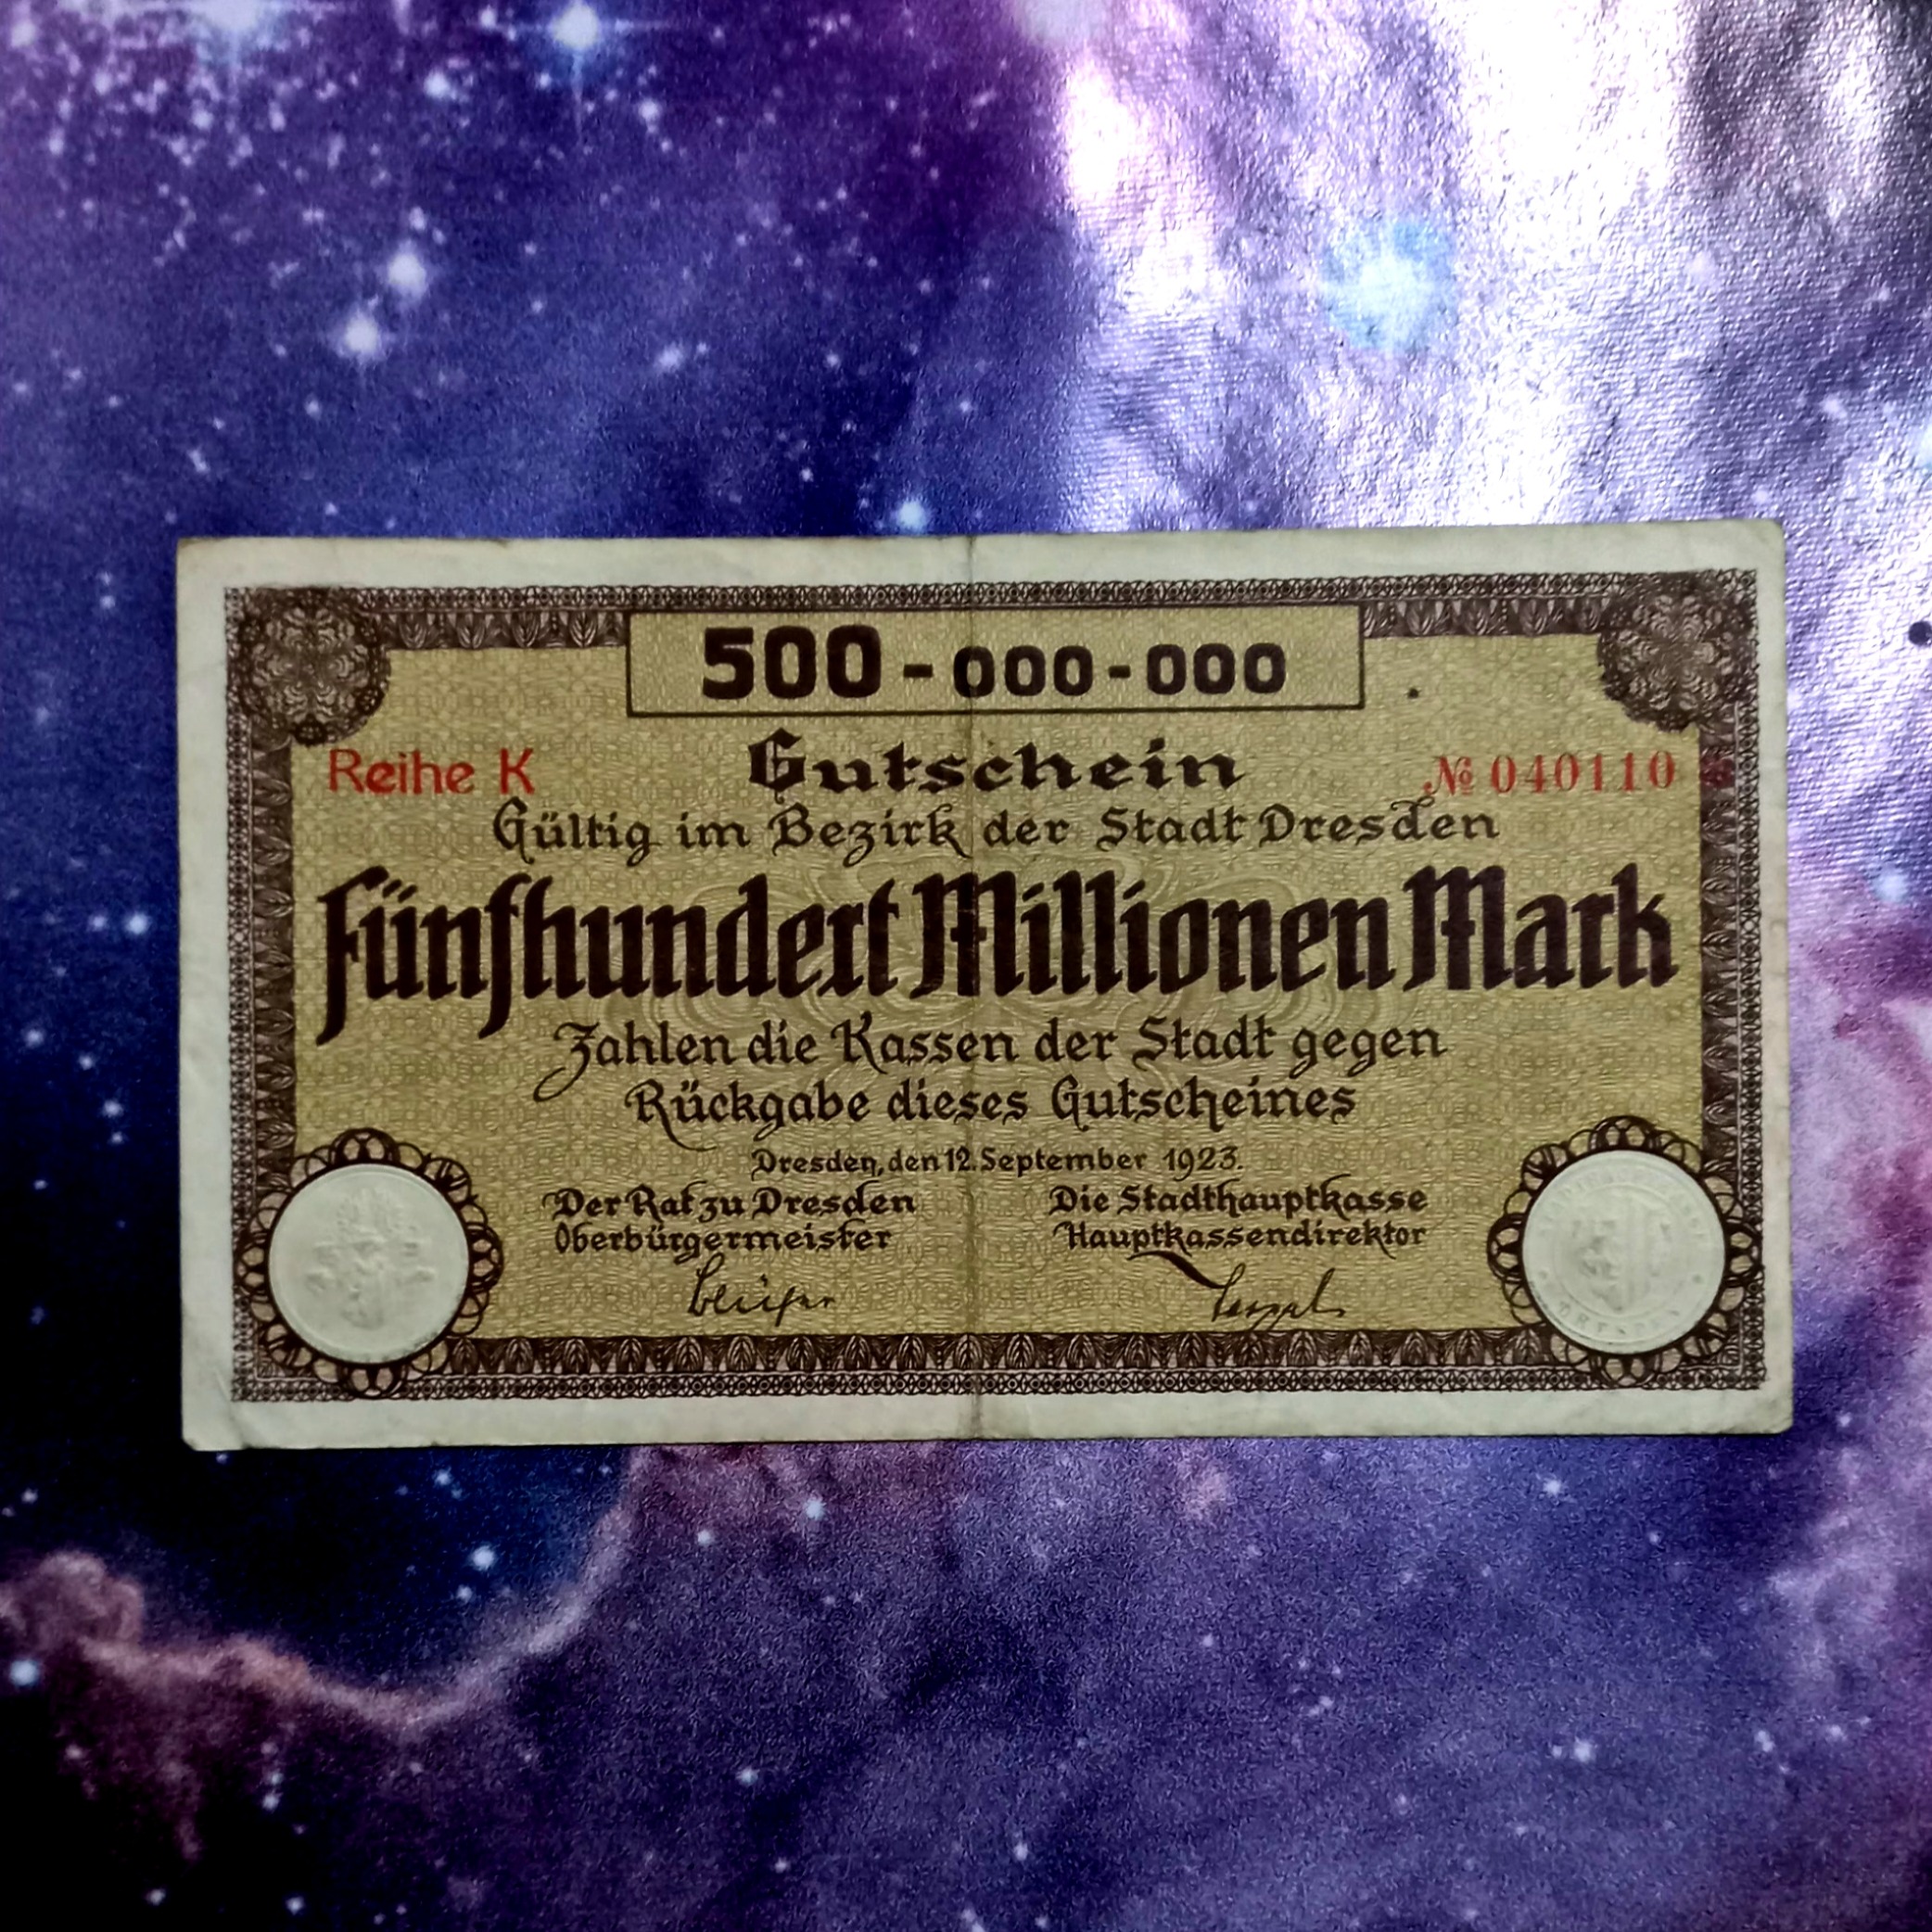 500-000-000
Reihe K
Gutschein
№ 040110
Gültig im Bezirk der Stadt Dresden
Fünfhundert Millionen Mark
Zahlen die Kassen der Stadt gegen
Rückgabe dieses Gutscheines
Dresden, den 12. September 1923.
Der Rat zu Dresden
Oberbürgermeister
Die Stadthauptkasse
Hauptkassendirektor
DRESDEN